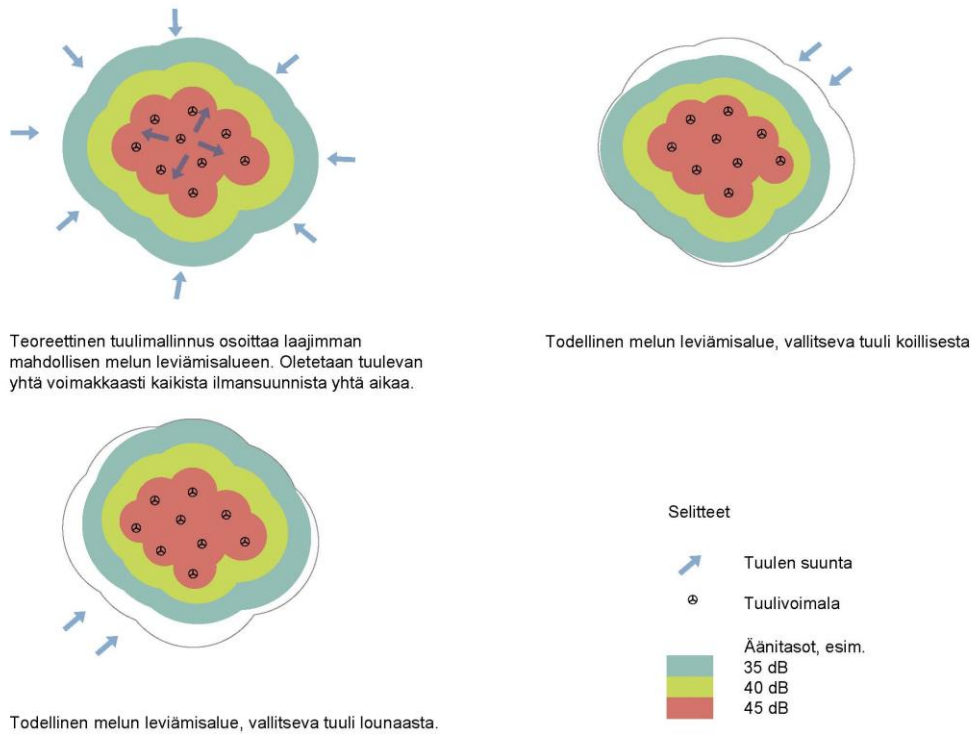 Teoreettinen tuulimallinnus osoittaa laajimman
mahdollisen melun leviämisalueen. Oletetaan tuulevan
yhtä voimakkaasti kaikista ilmansuunnista yhtä aikaa.
Todellinen melun leviämisalue, vallitseva tuuli koillisesta
Todellinen melun leviämisalue, vallitseva tuuli lounaasta.
Selitteet
Tuulen suunta
Tuulivoimala
Äänitasot, esim.
35 dB
40 dB
45 dB